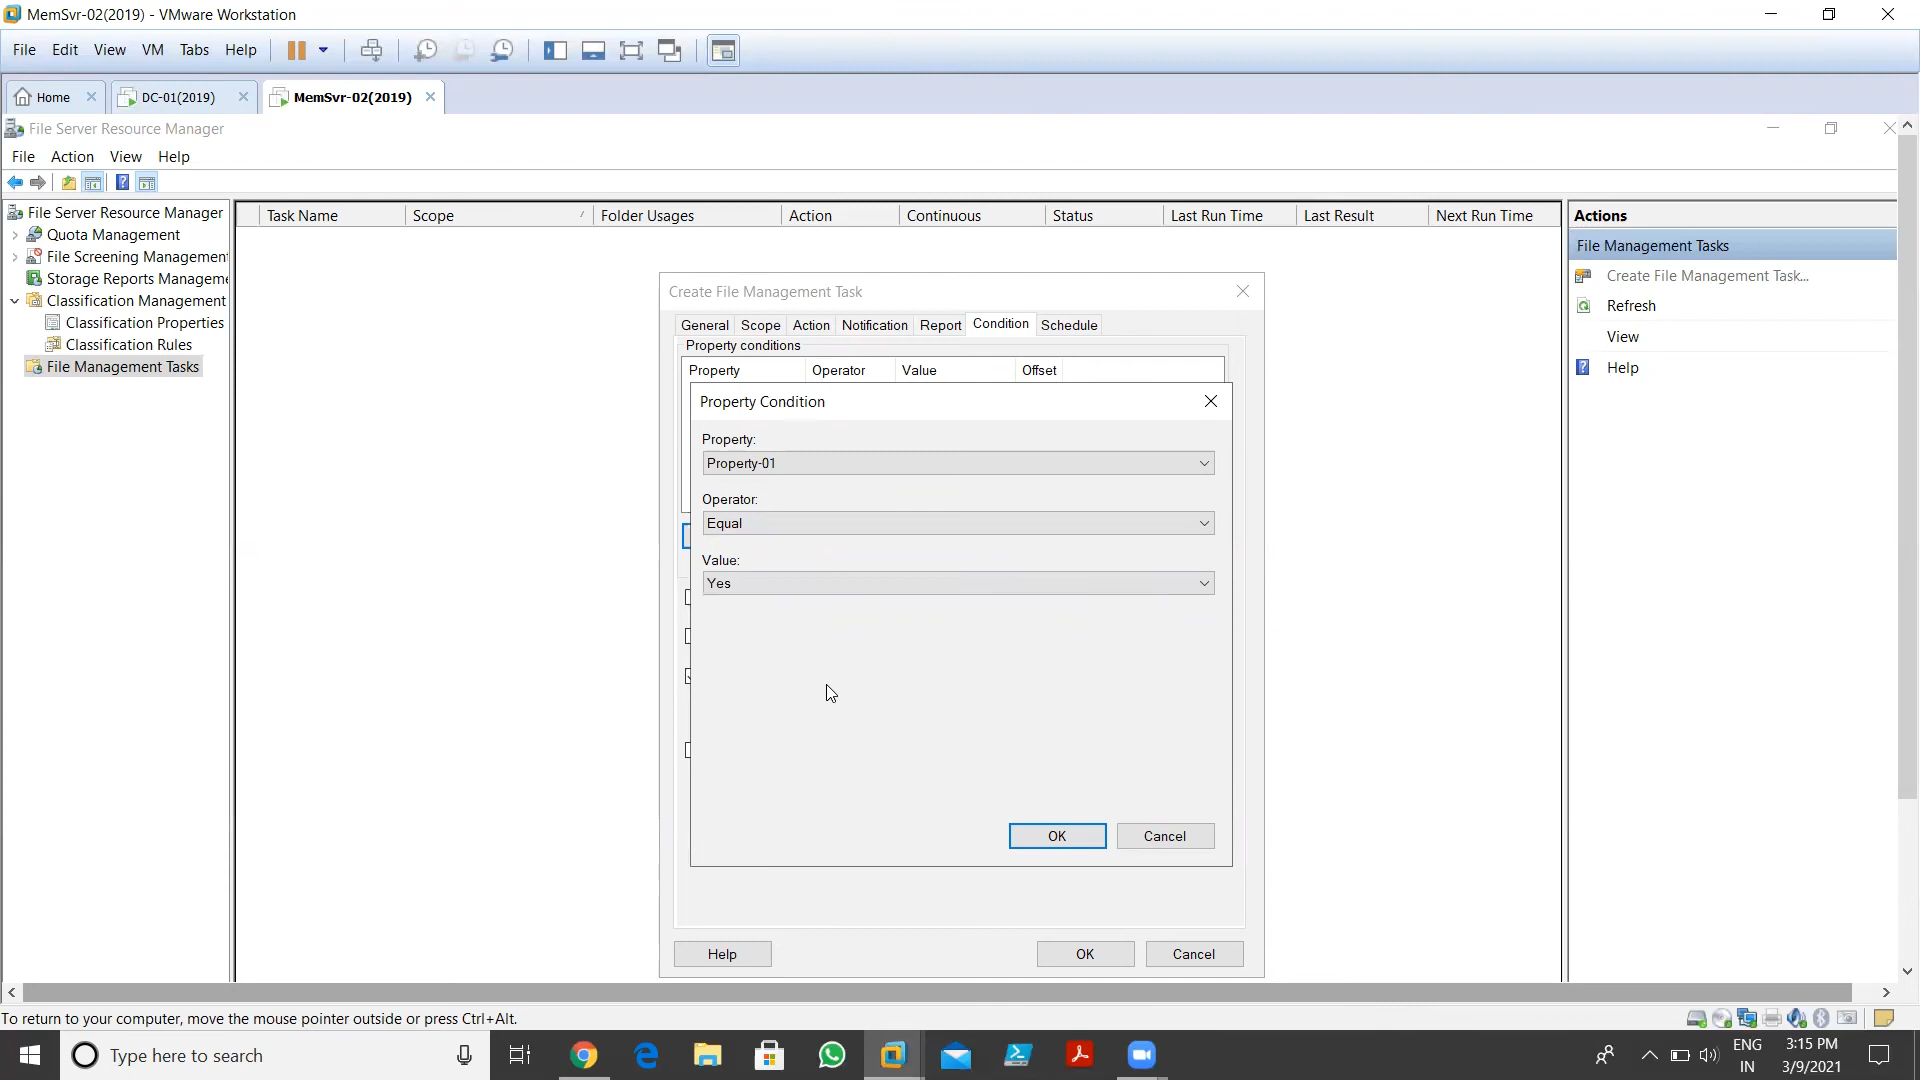 MemSvr-02(2019) - VMware Workstation
File Edit View VM Tabs Help
Home DC-01(2019) MemSvr-02(2019)
File Server Resource Manager
File Action View Help
File Server Resource Manager
Quota Management
File Screening Management
Storage Reports Manageme
Classification Management
Classification Properties
Classification Rules
File Management Tasks
Task Name Scope Folder Usages Action Continuous Status Last Run Time Last Result Next Run Time
Create File Management Task
General Scope Action Notification Report Condition Schedule
Property conditions
Property Operator Value Offset
Property Condition
Property:
Property-01
Operator:
Equal
Value:
Yes
OK Cancel
Help OK Cancel
Actions
File Management Tasks
Create File Management Task...
Refresh
View
Help
To return to your computer, move the mouse pointer outside or press Ctrl+Alt.
Type here to search
ENG
IN
3:15 PM
3/9/2021